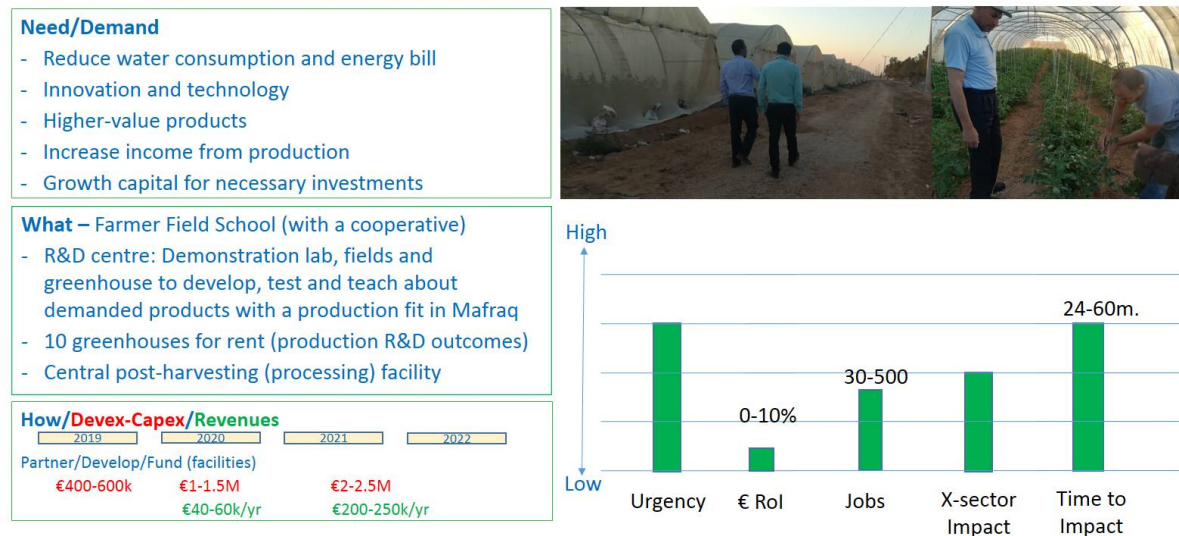 Need/Demand
- Reduce water consumption and energy bill
- Innovation and technology
- Higher-value products
- Increase income from production
- Growth capital for necessary investments
What – Farmer Field School (with a cooperative)
- R&D centre: Demonstration lab, fields and
greenhouse to develop, test and teach about
demanded products with a production fit in Mafraq
- 10 greenhouses for rent (production R&D outcomes)
- Central post-harvesting (processing) facility
How/Devex-Capex/Revenues
2019 2020 2021 2022
Partner/Develop/Fund (facilities)
€400-600k €1-1.5M €2-2.5M
€40-60k/yr €200-250k/yr
High
24-60m.
30-500
0-10%
Low
Urgency € RoI Jobs X-sector Time to
Impact Impact